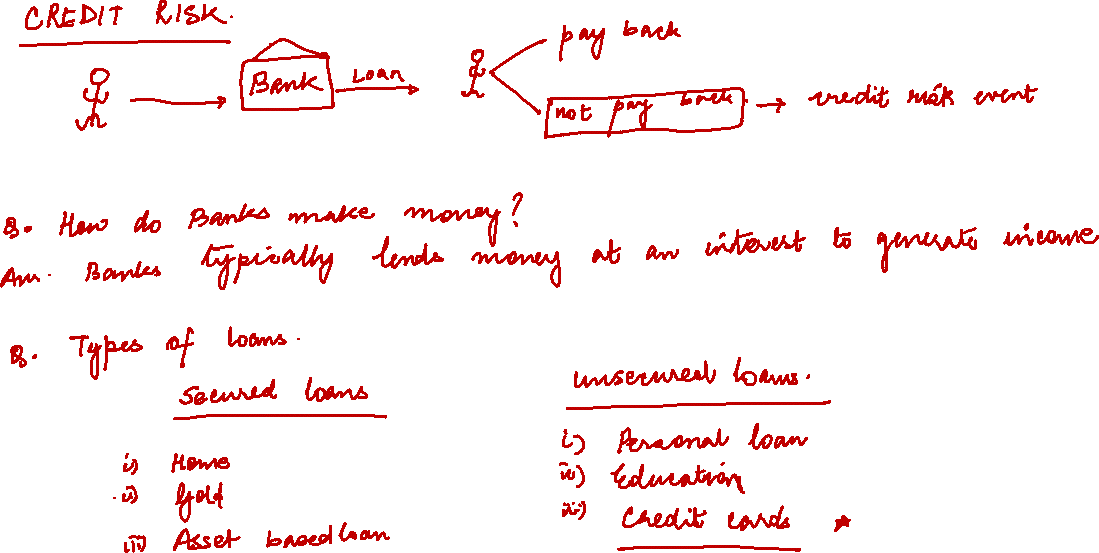 CREDIT RISK.
pay back
Bank Loan
not pay back → credit risk event
Q. How do Banks make money?
Ans. Banks typically lends money at an interest to generate income
Q. Types of loans.
Secured loans
i) Home
ii) Gold
iii) Asset based loan
Unsecured loans.
i) Personal loan
ii) Education
iii) Credit cards *